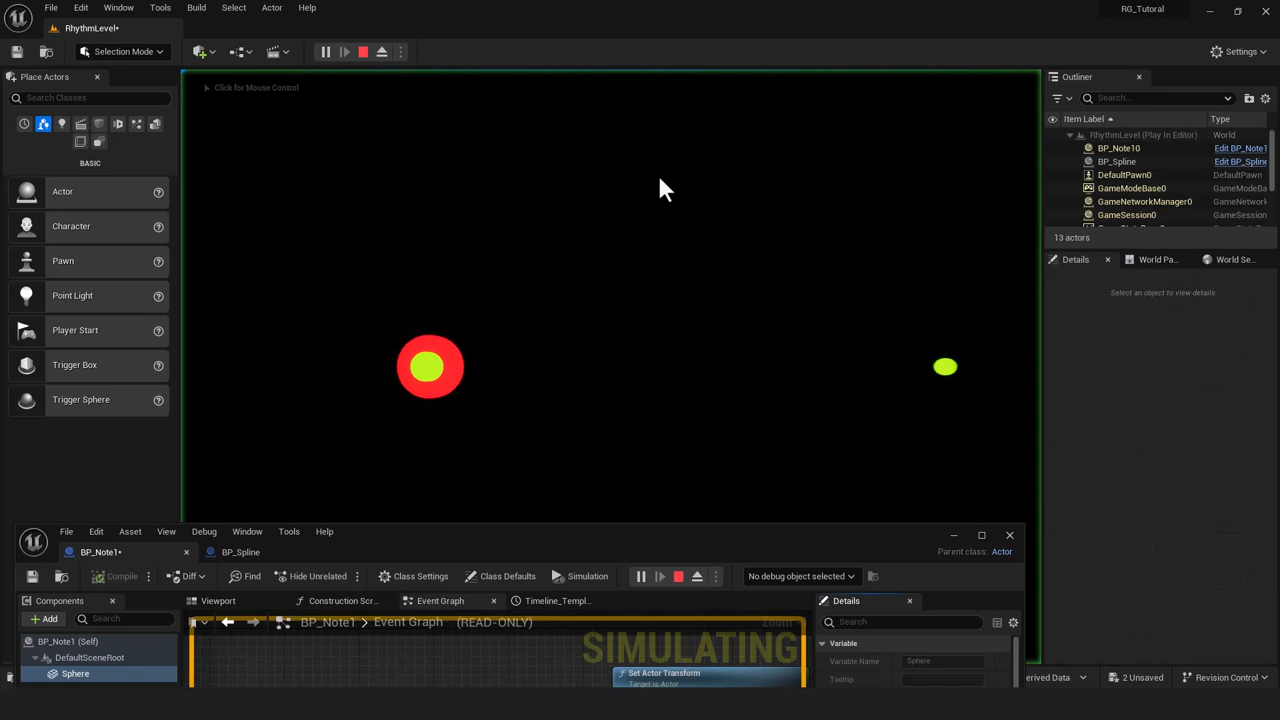 File Edit Window Tools Build Select Actor Help
RG_Tutoral
RhythmLevel•
Selection Mode
Settings
Place Actors
Search Classes
BASIC
Actor
Character
Pawn
Point Light
Player Start
Trigger Box
Trigger Sphere
Click for Mouse Control
Outliner
Search...
Item Label Type
RhythmLevel (Play In Editor) World
BP_Note10 Edit BP_Note1
BP_Spline Edit BP_Spline
DefaultPawn0 DefaultPawn
GameModeBase0 GameModeBa
GameNetworkManager0 GameNetwork
GameSession0 GameSession
13 actors
Details World Pa... World Se...
Select an object to view details
File Edit Asset View Debug Window Tools Help
BP_Note1• BP_Spline
Parent class: Actor
Compile Diff Find Hide Unrelated Class Settings Class Defaults Simulation No debug object selected
Components
Add Search
BP_Note1 (Self)
DefaultSceneRoot
Sphere
Viewport Construction Scr... Event Graph Timeline_Templ...
BP_Note1 > Event Graph (READ-ONLY) Zoom
SIMULATING
Set Actor Transform
Target is Actor
Details
Search
Variable
Variable Name Sphere
Tooltip
erived Data 2 Unsaved Revision Control